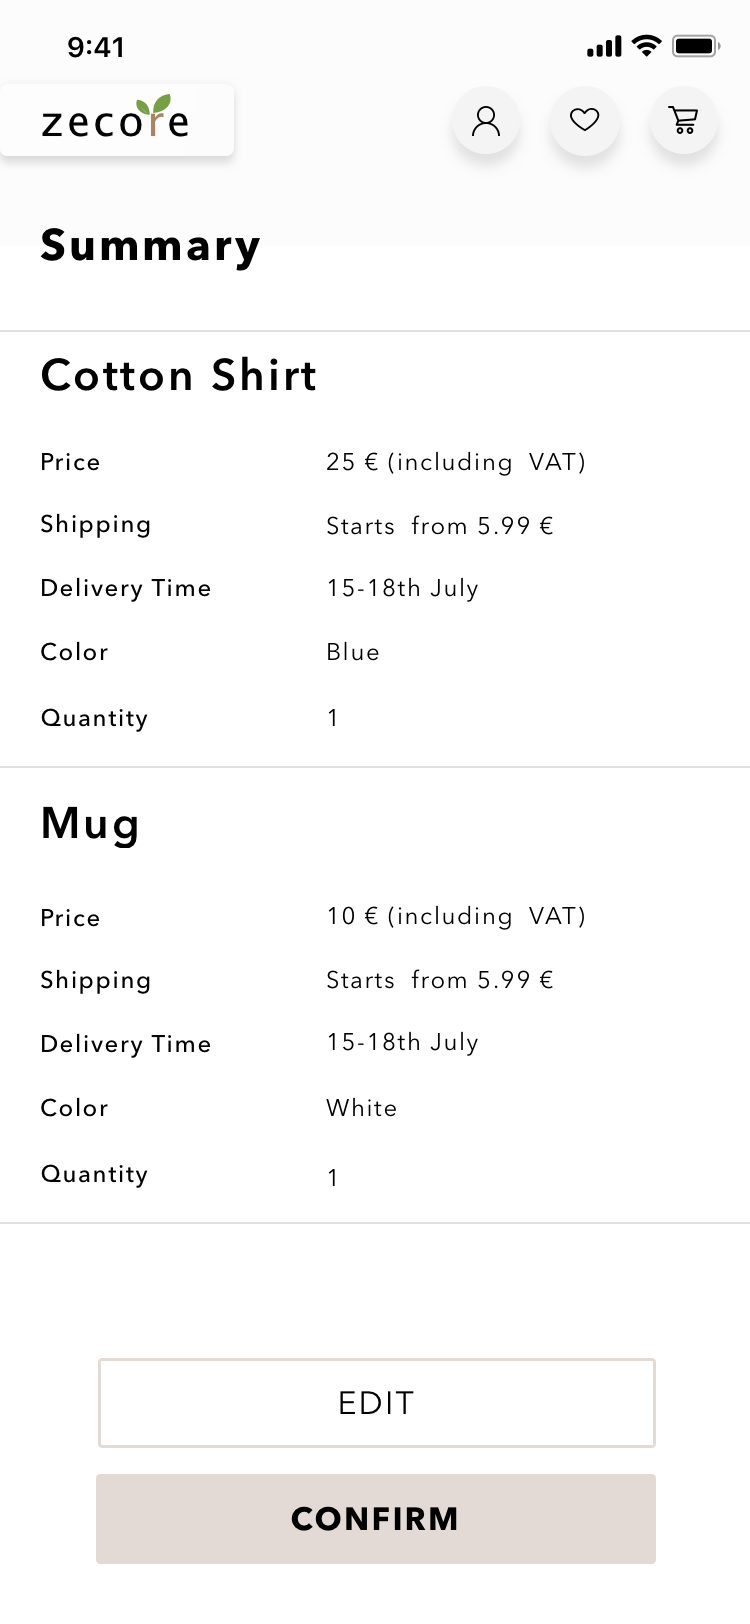 9:41
zecore
Summary
Cotton Shirt
Price 25 € (including VAT)
Shipping Starts from 5.99 €
Delivery Time 15-18th July
Color Blue
Quantity 1
Mug
Price 10 € (including VAT)
Shipping Starts from 5.99 €
Delivery Time 15-18th July
Color White
Quantity 1
EDIT
CONFIRM